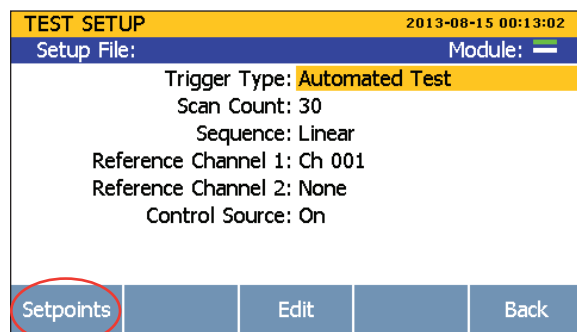 TEST SETUP 2013-08-15 00:13:02
Setup File: Module:
Trigger Type: Automated Test
Scan Count: 30
Sequence: Linear
Reference Channel 1: Ch 001
Reference Channel 2: None
Control Source: On
Setpoints Edit Back